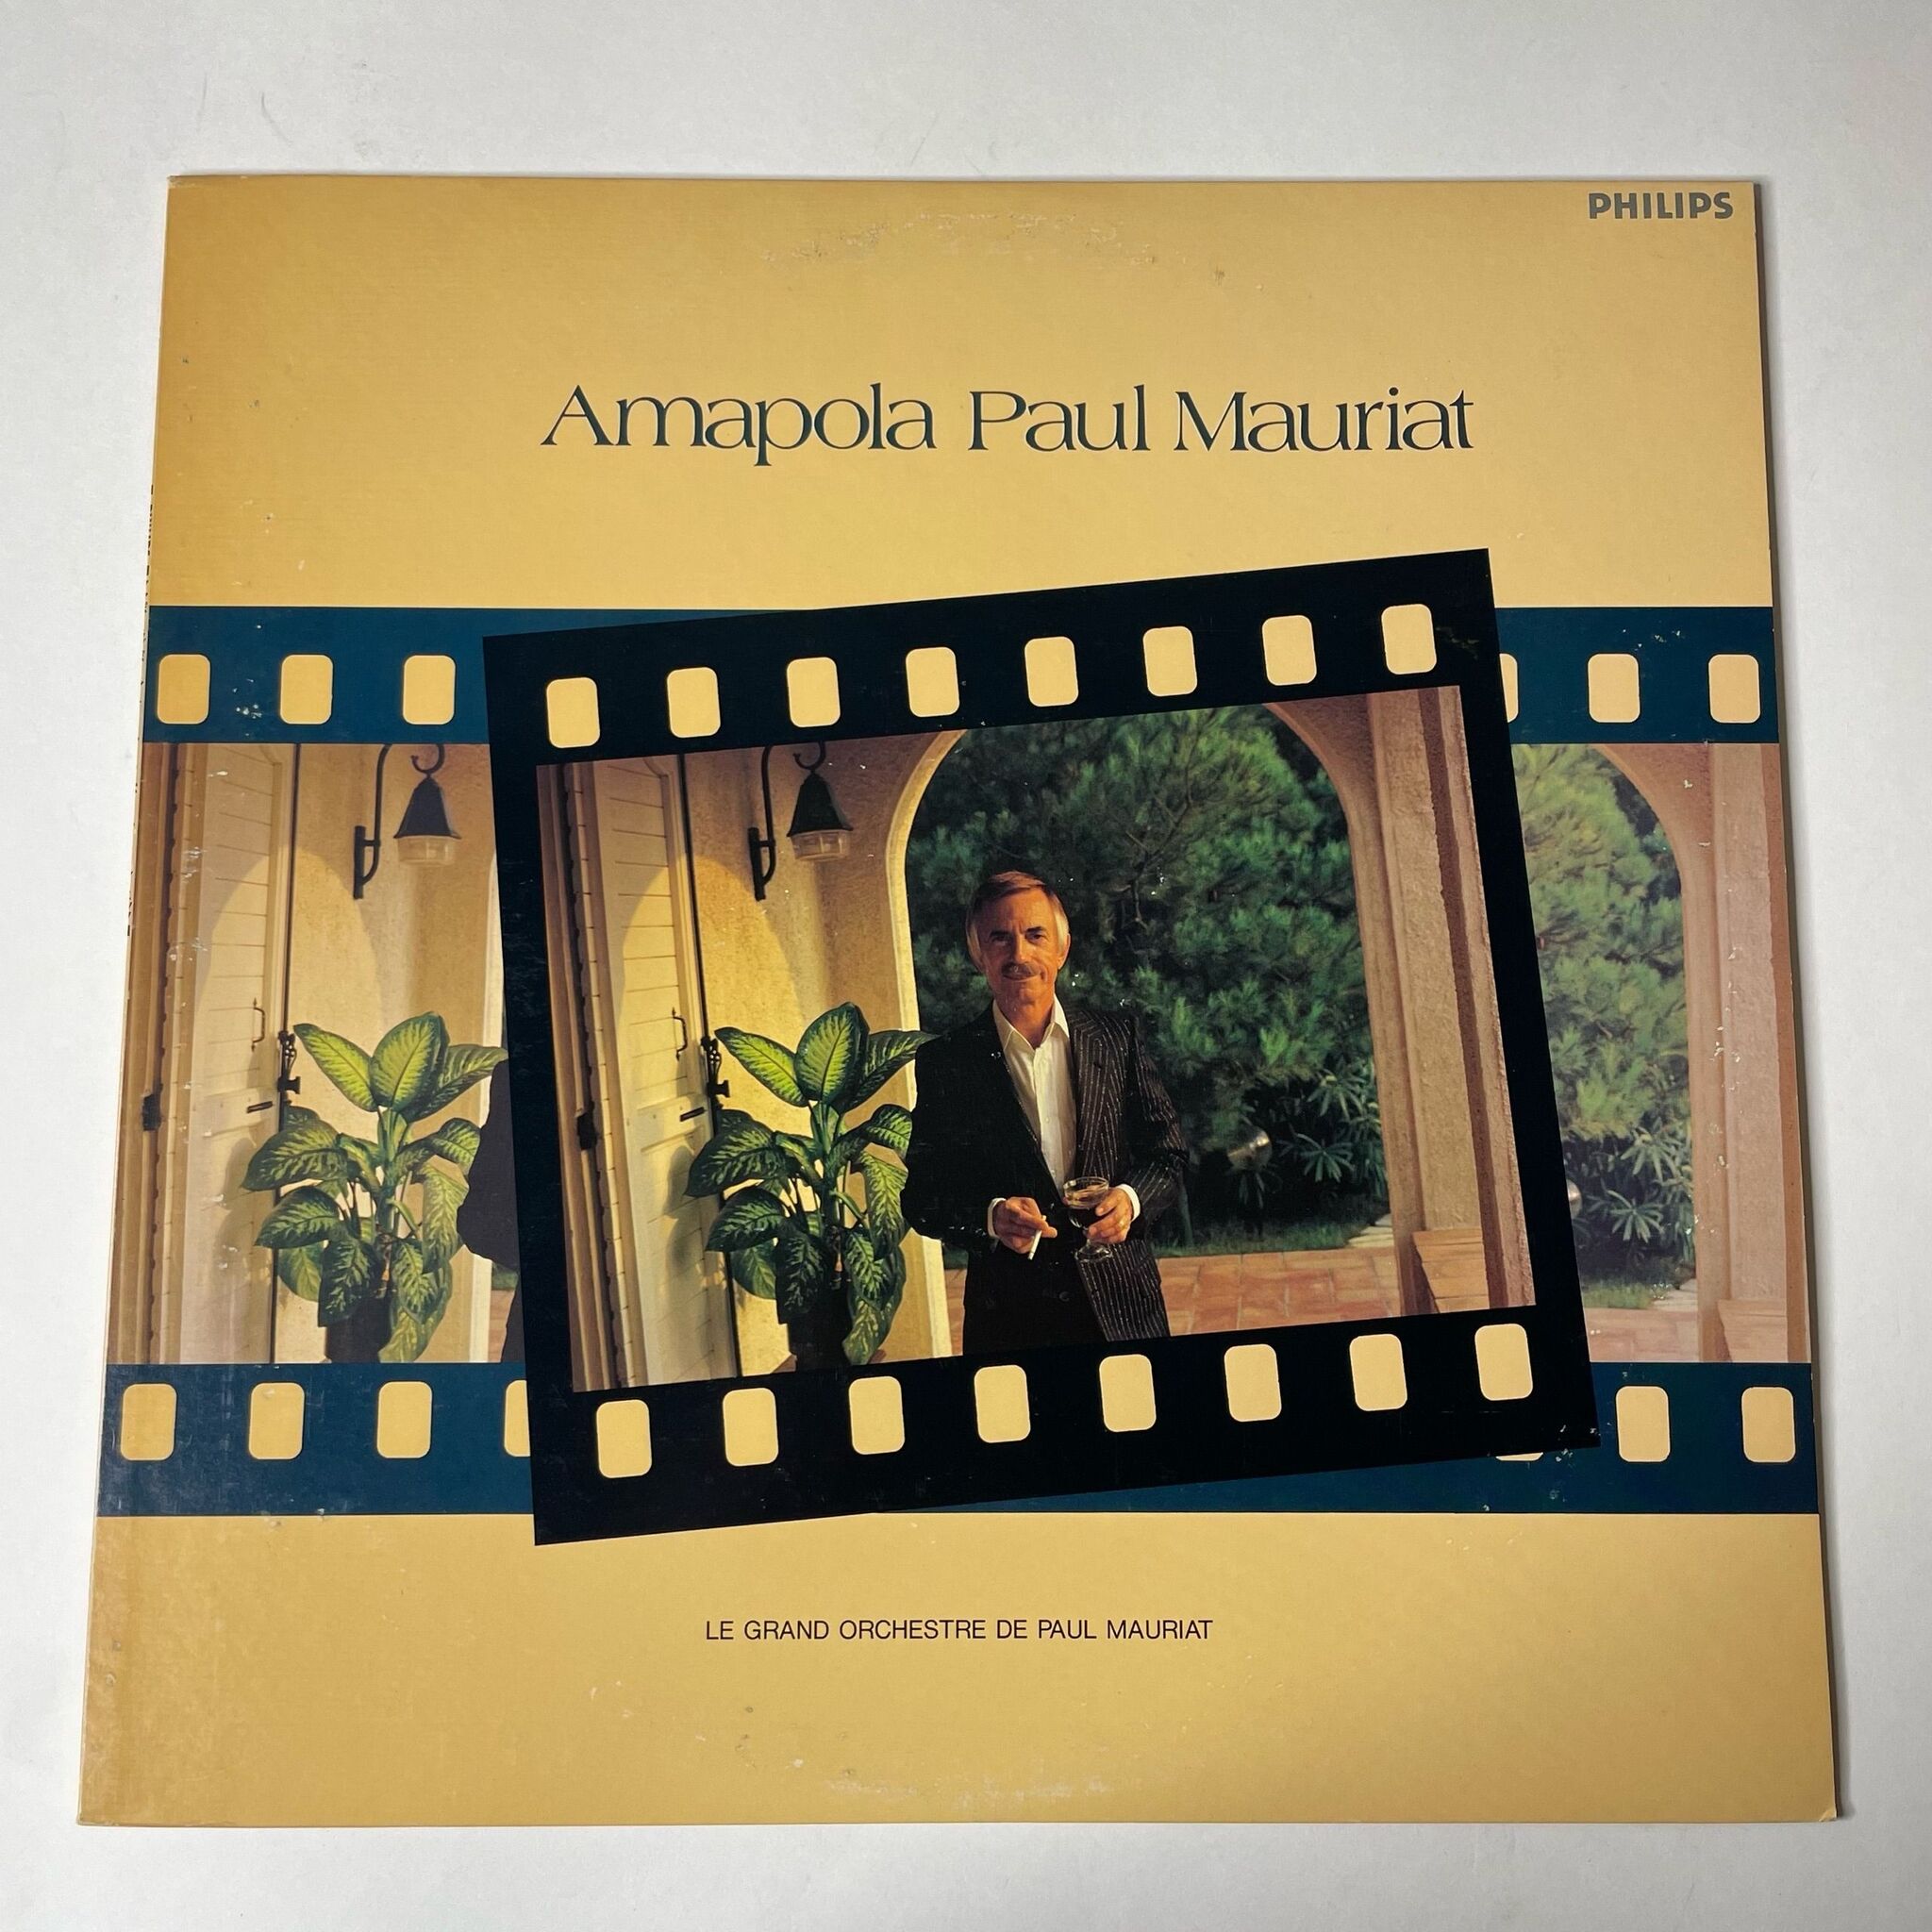 PHILIPS
Amapola Paul Mauriat
LE GRAND ORCHESTRE DE PAUL MAURIAT